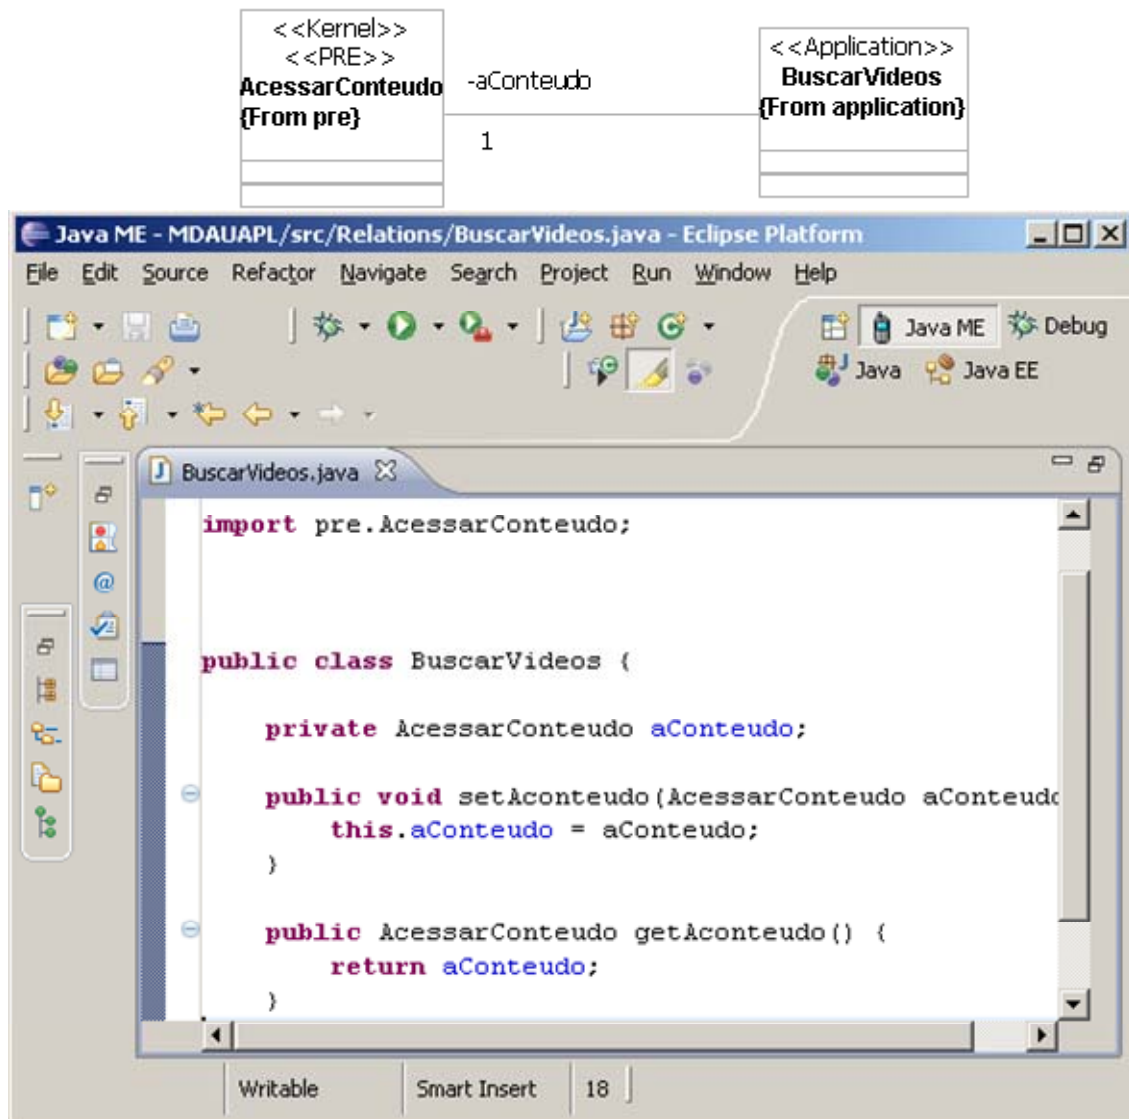 <<Kernel>>
<<PRE>>
AcessarConteudo
{From pre}
-aConteudo
1
<<Application>>
BuscarVideos
{From application}
Java ME - MDAUAPL/src/Relations/BuscarVideos.java - Eclipse Platform
File Edit Source Refactor Navigate Search Project Run Window Help
Java ME Debug
Java Java EE
BuscarVideos.java
import pre.AcessarConteudo;
public class BuscarVideos {
private AcessarConteudo aConteudo;
public void setAconteudo(AcessarConteudo aConteudo
this.aConteudo = aConteudo;
}
public AcessarConteudo getAconteudo() {
return aConteudo;
}
Writable Smart Insert 18